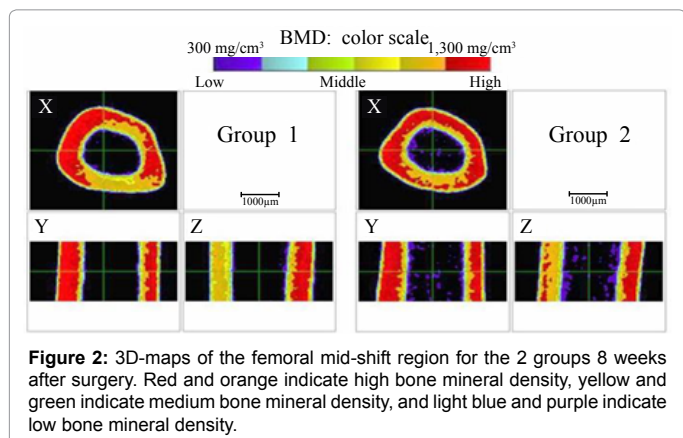 BMD: color scale
300 mg/cm³ 1,300 mg/cm³
Low Middle High
X Group 1 X Group 2
1000µm 1000µm
Y Z Y Z
Figure 2: 3D-maps of the femoral mid-shift region for the 2 groups 8 weeks
after surgery. Red and orange indicate high bone mineral density, yellow and
green indicate medium bone mineral density, and light blue and purple indicate
low bone mineral density.